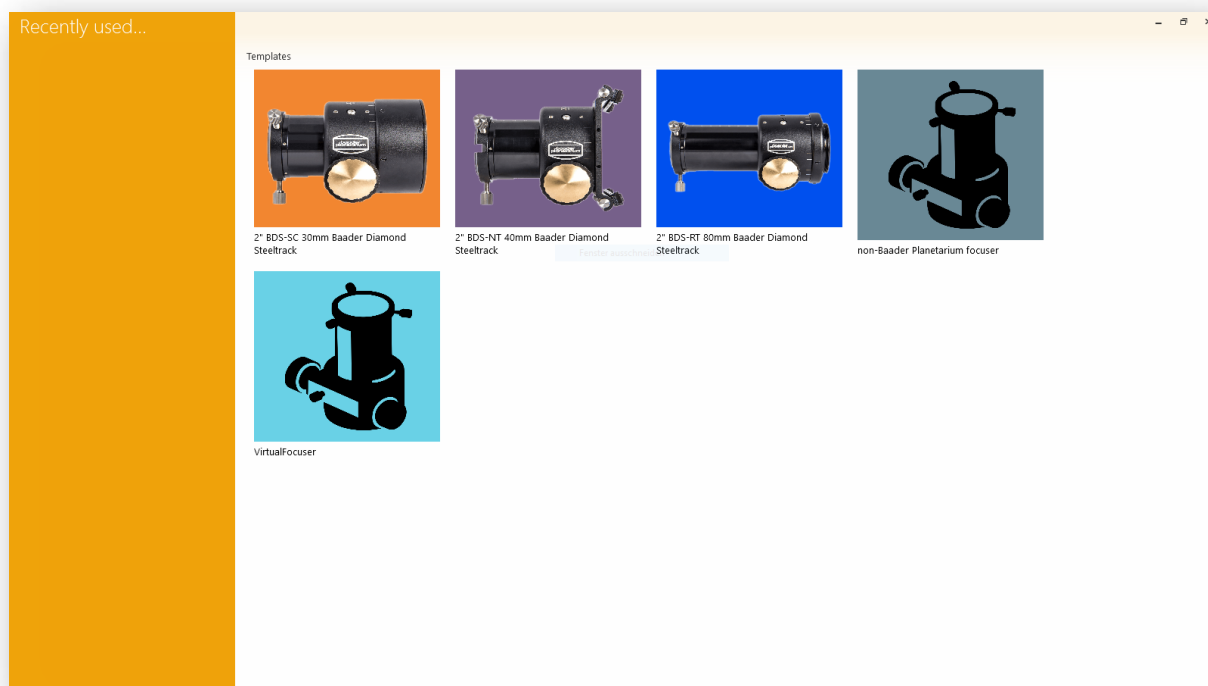 Recently used...
Templates
2" BDS-SC 30mm Baader Diamond
Steeltrack
2" BDS-NT 40mm Baader Diamond
Steeltrack
2" BDS-RT 80mm Baader Diamond
Steeltrack
non-Baader Planetarium focuser
VirtualFocuser